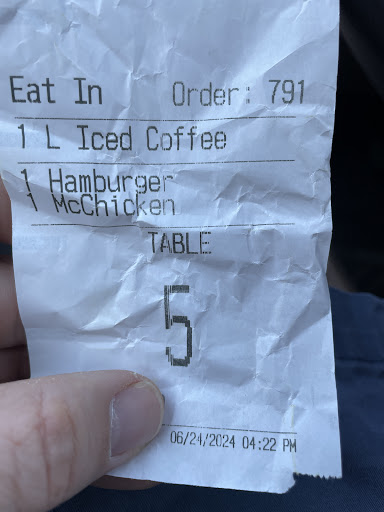 Eat In Order: 791
1 L Iced Coffee
1 Hamburger
1 McChicken
TABLE
5
06/24/2024 04:22 PM